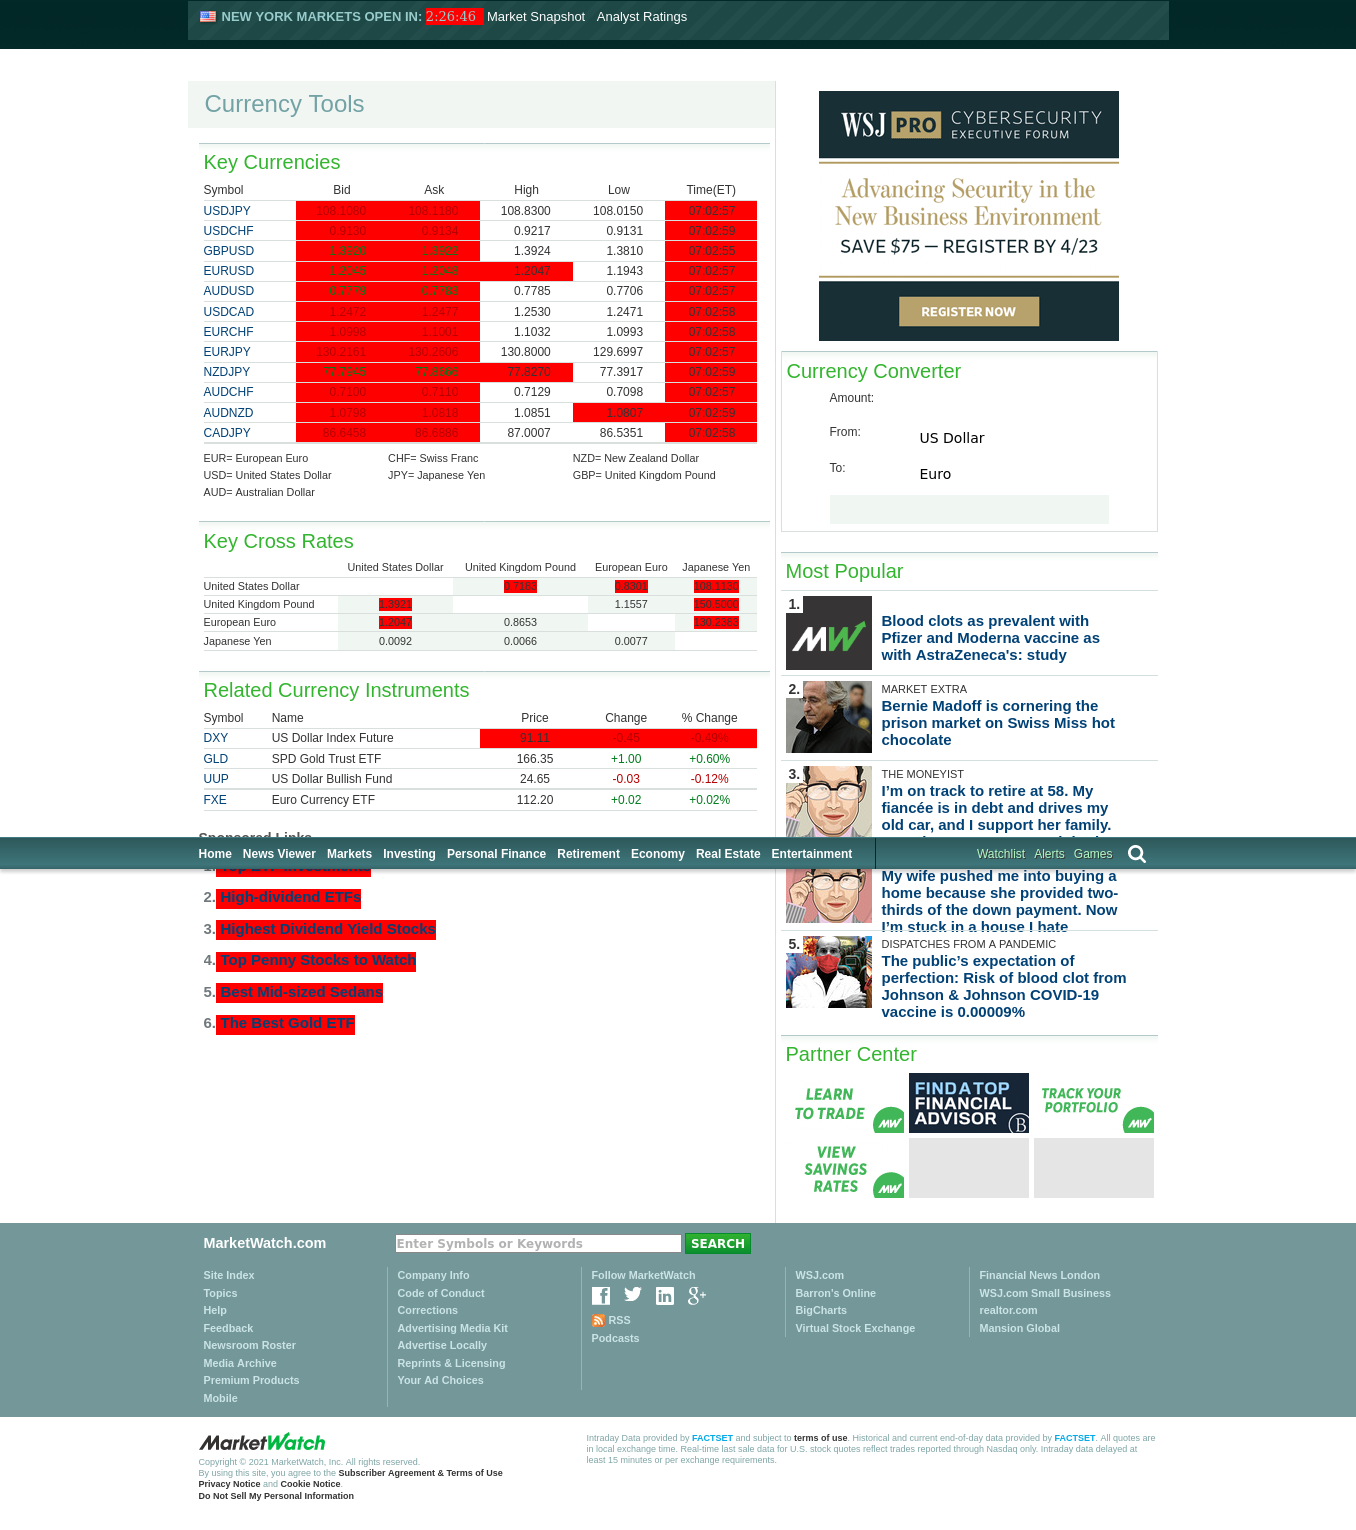 NEW YORK MARKETS OPEN IN: 2:26:46 Market Snapshot Analyst Ratings
Currency Tools
Key Currencies
Symbol Bid Ask High Low Time(ET)
USDJPY 108.1080 108.1180 108.8300 108.0150 07:02:57
USDCHF 0.9130 0.9134 0.9217 0.9131 07:02:59
GBPUSD 1.3920 1.3922 1.3924 1.3810 07:02:55
EURUSD 1.2045 1.2048 1.2047 1.1943 07:02:57
AUDUSD 0.7779 0.7783 0.7785 0.7706 07:02:57
USDCAD 1.2472 1.2477 1.2530 1.2471 07:02:58
EURCHF 1.0998 1.1001 1.1032 1.0993 07:02:58
EURJPY 130.2161 130.2606 130.8000 129.6997 07:02:57
NZDJPY 77.8270 77.3917 07:02:59
AUDCHF 0.7100 0.7110 0.7129 0.7098 07:02:57
AUDNZD 1.0798 1.0818 1.0851 1.0807 07:02:59
CADJPY 86.6458 86.6986 87.0007 86.5351 07:02:58
EUR= European Euro CHF= Swiss Franc NZD= New Zealand Dollar
USD= United States Dollar JPY= Japanese Yen GBP= United Kingdom Pound
AUD= Australian Dollar
Key Cross Rates
United States Dollar United Kingdom Pound European Euro Japanese Yen
United States Dollar 0.7183 0.8301 108.1130
United Kingdom Pound 1.3921 1.1557 150.5000
European Euro 1.2047 0.8653 130.2383
Japanese Yen 0.0092 0.0066 0.0077
Related Currency Instruments
Symbol Name Price Change % Change
DXY US Dollar Index Future 91.11 -0.45 -0.49%
GLD SPD Gold Trust ETF 166.35 +1.00 +0.60%
UUP US Dollar Bullish Fund 24.65 -0.03 -0.12%
FXE Euro Currency ETF 112.20 +0.02 +0.02%
Sponsored Links
Home News Viewer Markets Investing Personal Finance Retirement Economy Real Estate Entertainment Watchlist Alerts Games
2. High-dividend ETFs
3. Highest Dividend Yield Stocks
4. Top Penny Stocks to Watch
5. Best Mid-sized Sedans
6. The Best Gold ETF
WSJ PRO CYBERSECURITY
EXECUTIVE FORUM
Advancing Security in the
New Business Environment
SAVE $75 — REGISTER BY 4/23
REGISTER NOW
Currency Converter
Amount:
From: US Dollar
To: Euro
Most Popular
1.
MW
Blood clots as prevalent with
Pfizer and Moderna vaccine as
with AstraZeneca's: study
2.
MARKET EXTRA
Bernie Madoff is cornering the
prison market on Swiss Miss hot
chocolate
3.
THE MONEYIST
I’m on track to retire at 58. My
fiancée is in debt and drives my
old car, and I support her family.
My wife pushed me into buying a
home because she provided two-
thirds of the down payment. Now
I’m stuck in a house I hate
5.
DISPATCHES FROM A PANDEMIC
The public’s expectation of
perfection: Risk of blood clot from
Johnson & Johnson COVID-19
vaccine is 0.00009%
Partner Center
LEARN
TO TRADE
MW
FIND A TOP
FINANCIAL
ADVISOR
B
TRACK YOUR
PORTFOLIO
MW
VIEW
SAVINGS
RATES
MW
MarketWatch.com Enter Symbols or Keywords SEARCH
Site Index
Topics
Help
Feedback
Newsroom Roster
Media Archive
Premium Products
Mobile
Company Info
Code of Conduct
Corrections
Advertising Media Kit
Advertise Locally
Reprints & Licensing
Your Ad Choices
Follow MarketWatch
RSS
Podcasts
WSJ.com
Barron’s Online
BigCharts
Virtual Stock Exchange
Financial News London
WSJ.com Small Business
realtor.com
Mansion Global
MarketWatch
Copyright © 2021 MarketWatch, Inc. All rights reserved.
By using this site, you agree to the Subscriber Agreement & Terms of Use
Privacy Notice and Cookie Notice.
Do Not Sell My Personal Information
Intraday Data provided by FACTSET and subject to terms of use. Historical and current end-of-day data provided by FACTSET. All quotes are
in local exchange time. Real-time last sale data for U.S. stock quotes reflect trades reported through Nasdaq only. Intraday data delayed at
least 15 minutes or per exchange requirements.